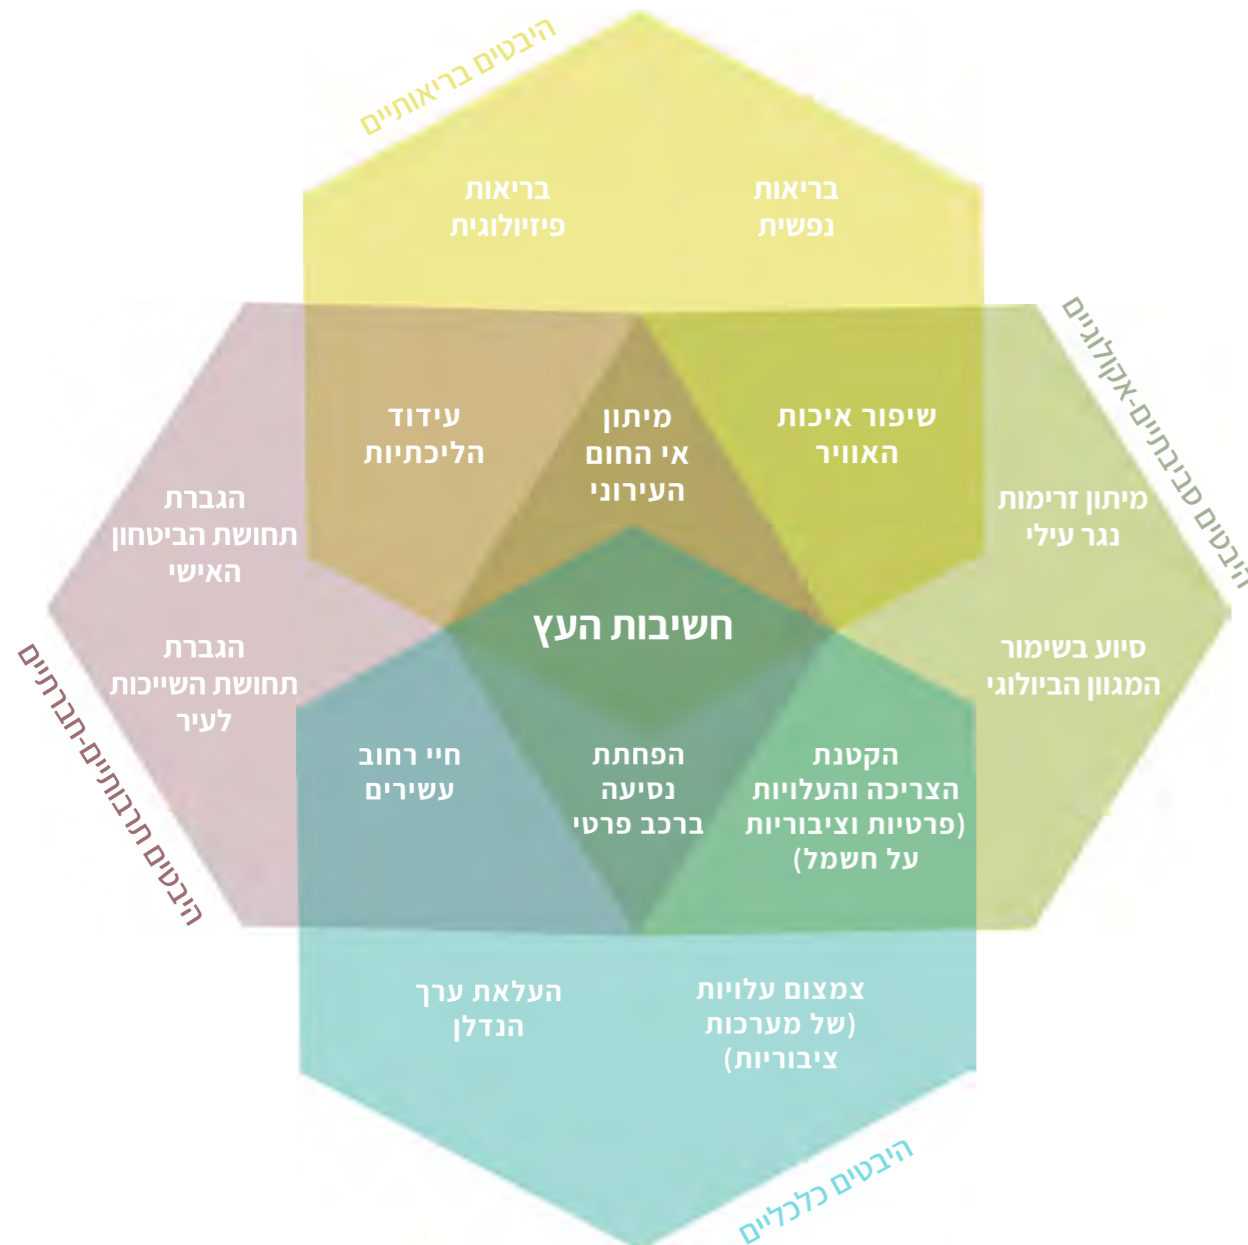 היבטים בריאותיים
בריאות
נפשית
בריאות
פיזיולוגית
היבטים סביבתיים-אקולוגיים
שיפור איכות
האוויר
מיתון
אי החום
העירוני
עידוד
הליכתיות
מיתון זרימות
נגר עילי
הגברת
תחושת הביטחון
האישי
חשיבות העץ
סיוע בשימור
המגוון הביולוגי
הגברת
תחושת השייכות
לעיר
היבטים תרבותיים-חברתיים
הקטנת
הצריכה והעלויות
(פרטיות וציבוריות
על חשמל)
הפחתת
נסיעה
ברכב פרטי
חיי רחוב
עשירים
צמצום עלויות
(של מערכות
ציבוריות)
העלאת ערך
הנדלן
היבטים כלכליים